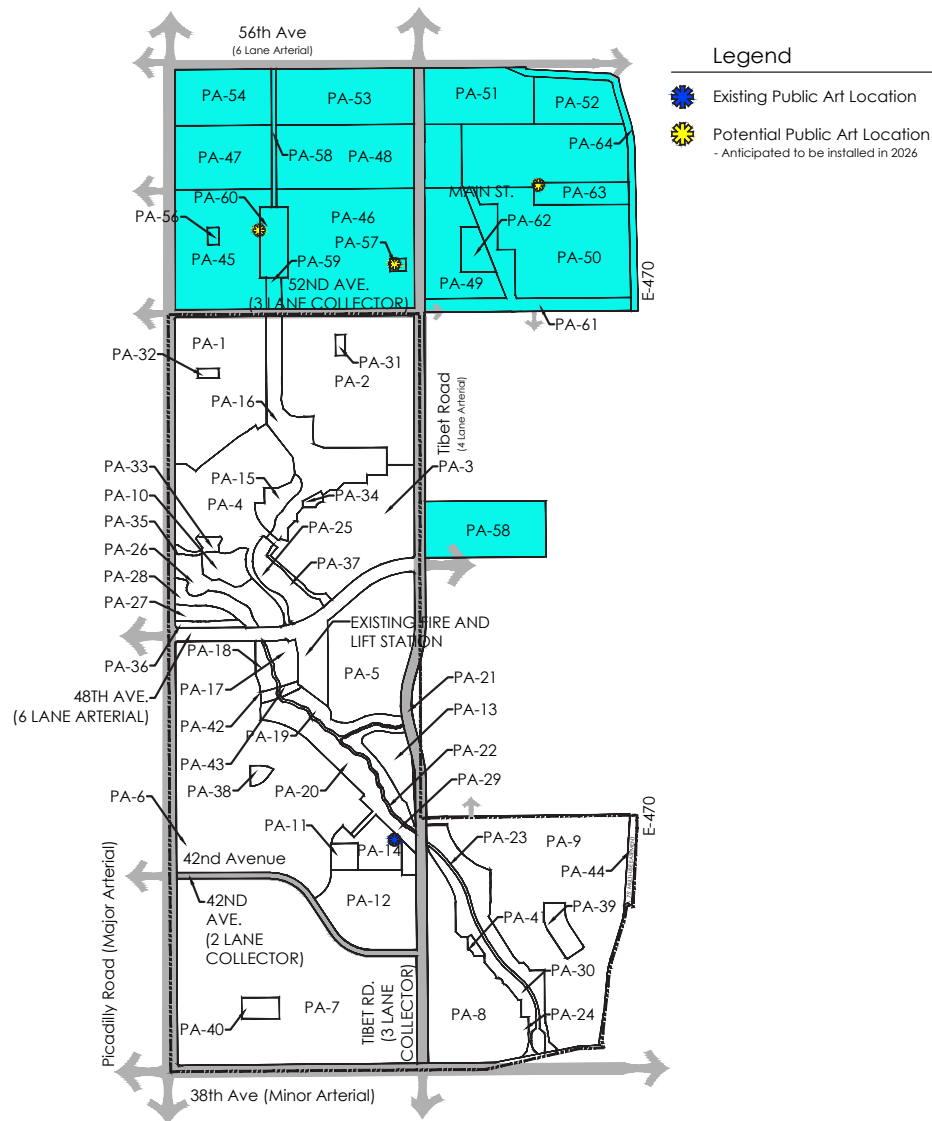 56th Ave
(6 Lane Arterial)
Legend
Existing Public Art Location
Potential Public Art Location
- Anticipated to be installed in 2026
PA-54
PA-53
PA-51
PA-52
PA-64
PA-47
PA-58
PA-48
PA-60
MAIN ST.
PA-63
PA-56
PA-46
PA-62
PA-57
PA-45
PA-59
PA-50
52ND AVE.
(3 LANE COLLECTOR)
PA-49
E-470
PA-61
PA-1
PA-32
PA-31
PA-2
PA-16
Tibet Road
(4 Lane Arterial)
PA-33
PA-3
PA-15
PA-10
PA-4
PA-34
PA-35
PA-25
PA-58
PA-26
PA-37
PA-28
PA-27
EXISTING FIRE AND
LIFT STATION
PA-36
PA-18
PA-5
PA-21
PA-17
48TH AVE.
(6 LANE ARTERIAL)
PA-42
PA-13
PA-19
PA-43
PA-22
PA-38
PA-20
PA-29
PA-6
PA-11
PA-14
PA-23
PA-9
E-470
PA-44
42nd Avenue
42ND
AVE.
(2 LANE
COLLECTOR)
PA-12
PA-41
PA-39
PA-30
Picadilly Road (Major Arterial)
TIBET RD.
(3 LANE
COLLECTOR)
PA-7
PA-40
PA-8
PA-24
38th Ave (Minor Arterial)